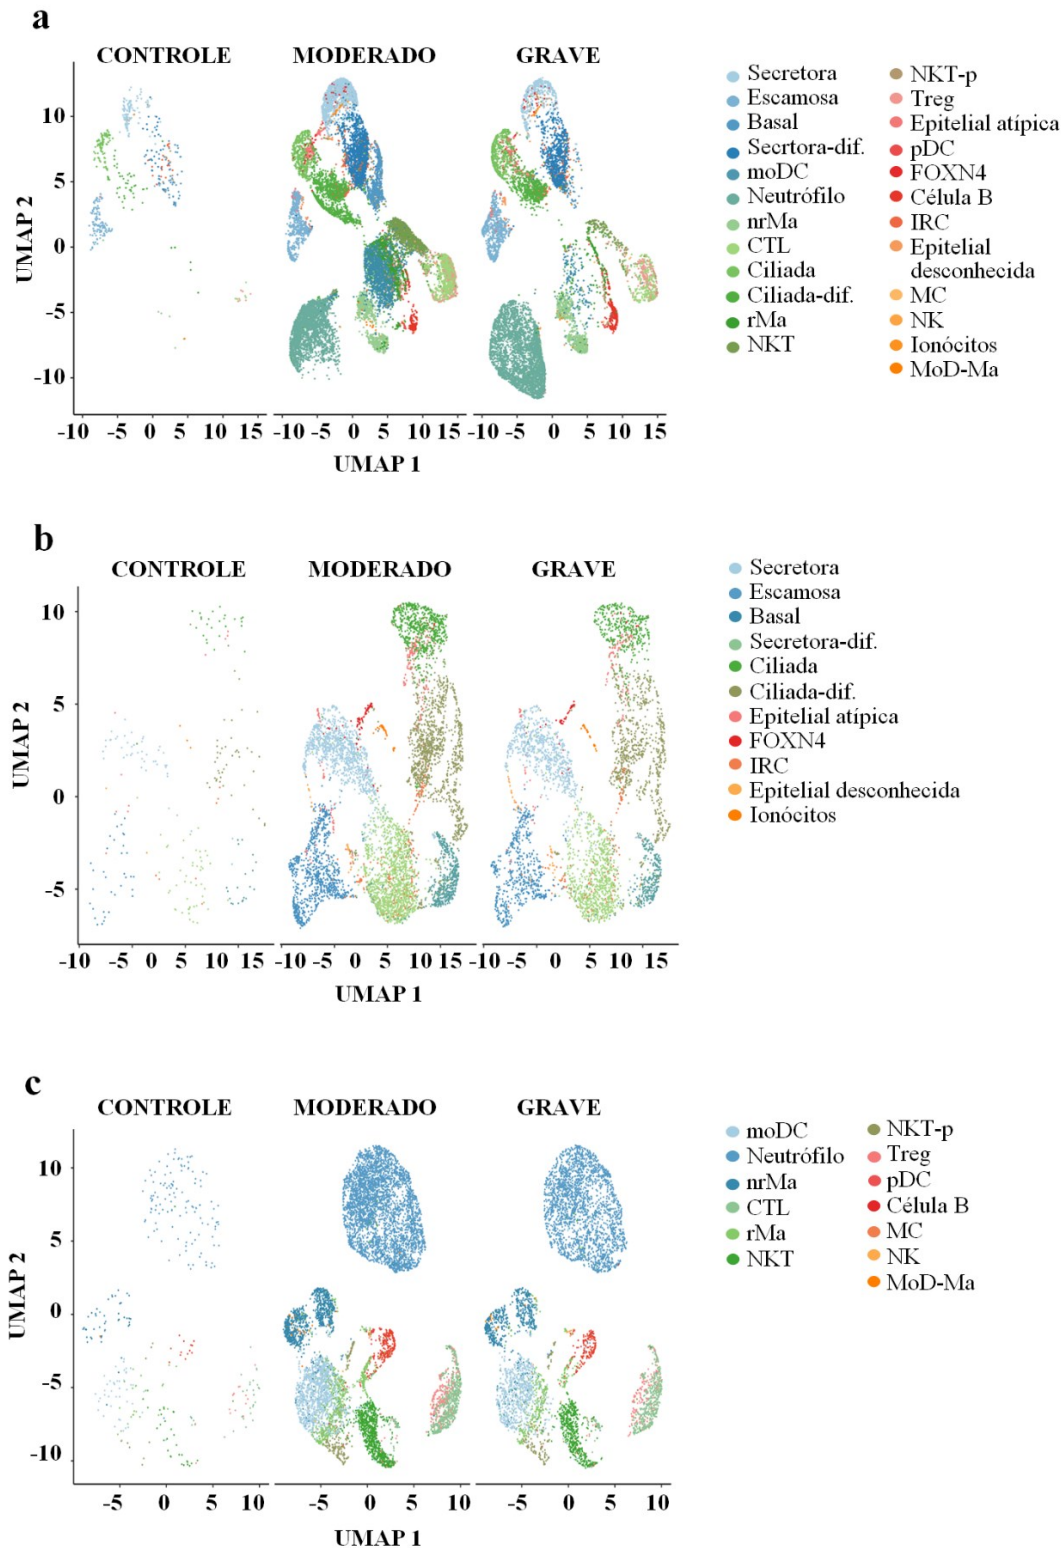 a
CONTROLE MODERADO GRAVE
UMAP 2
10
5
0
-5
-10
-10 -5 0 5 10 15 -10 -5 0 5 10 15 -10 -5 0 5 10 15
UMAP 1
Secretora
Escamosa
Basal
Secrtora-dif.
moDC
Neutrófilo
nrMa
CTL
Ciliada
Ciliada-dif.
rMa
NKT
NKT-p
Treg
Epitelial atípica
pDC
FOXN4
Célula B
IRC
Epitelial
desconhecida
MC
NK
Ionócitos
MoD-Ma
b
CONTROLE MODERADO GRAVE
UMAP 2
10
5
0
-5
-10 -5 0 5 10 15 -10 -5 0 5 10 15 -10 -5 0 5 10 15
UMAP 1
Secretora
Escamosa
Basal
Secretora-dif.
Ciliada
Ciliada-dif.
Epitelial atípica
FOXN4
IRC
Epitelial desconhecida
Ionócitos
c
CONTROLE MODERADO GRAVE
UMAP 2
10
5
0
-5
-10
-5 0 5 10 -5 0 5 10 -5 0 5 10
UMAP 1
moDC
Neutrófilo
nrMa
CTL
rMa
NKT
NKT-p
Treg
pDC
Célula B
MC
NK
MoD-Ma